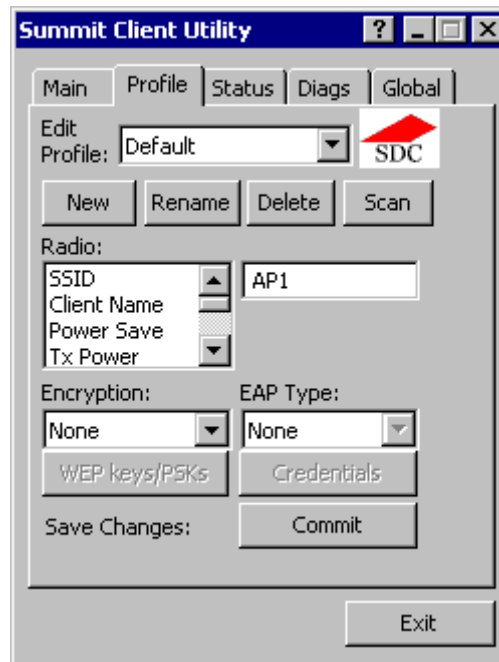 Summit Client Utility ? X
Main Profile Status Diags Global
Edit Profile: Default
SDC
New Rename Delete Scan
Radio:
SSID AP1
Client Name
Power Save
Tx Power
Encryption: EAP Type:
None None
WEP keys/PSKs Credentials
Save Changes: Commit
Exit